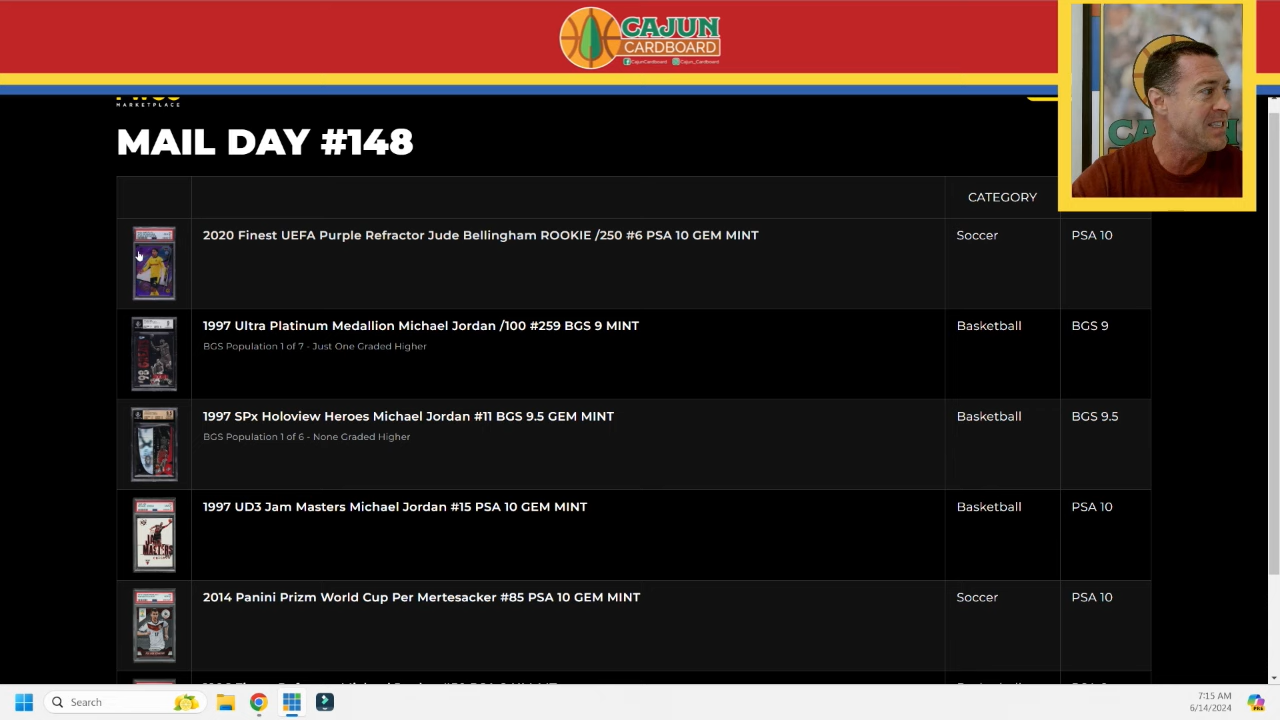 CAJUN
CARDBOARD
CajunCardboard Cajun_Cardboard
MARKETPLACE
MAIL DAY #148
CATEGORY
2020 Finest UEFA Purple Refractor Jude Bellingham ROOKIE /250 #6 PSA 10 GEM MINT
Soccer
PSA 10
1997 Ultra Platinum Medallion Michael Jordan /100 #259 BGS 9 MINT
BGS Population 1 of 7 - Just One Graded Higher
Basketball
BGS 9
1997 SPx Holoview Heroes Michael Jordan #11 BGS 9.5 GEM MINT
BGS Population 1 of 6 - None Graded Higher
Basketball
BGS 9.5
1997 UD3 Jam Masters Michael Jordan #15 PSA 10 GEM MINT
Basketball
PSA 10
JAM
MASTERS
2014 Panini Prizm World Cup Per Mertesacker #85 PSA 10 GEM MINT
Soccer
PSA 10
Search
7:15 AM
6/14/2024